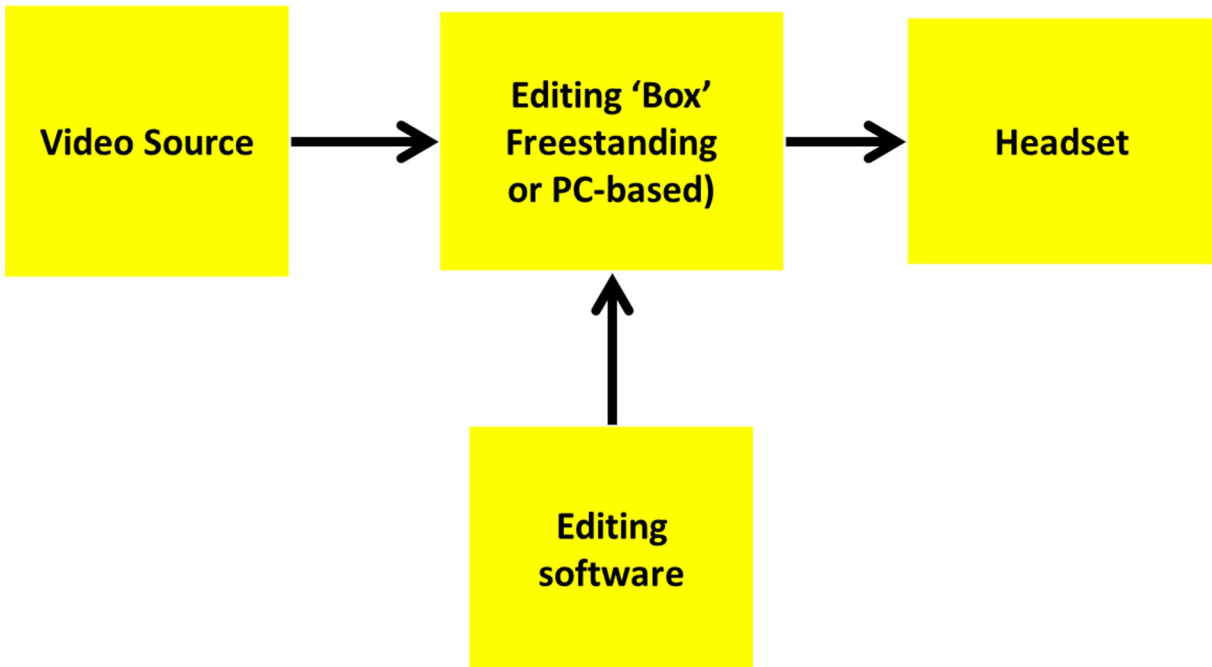 Video Source
Editing ‘Box’
Freestanding
or PC-based)
Headset
Editing
software